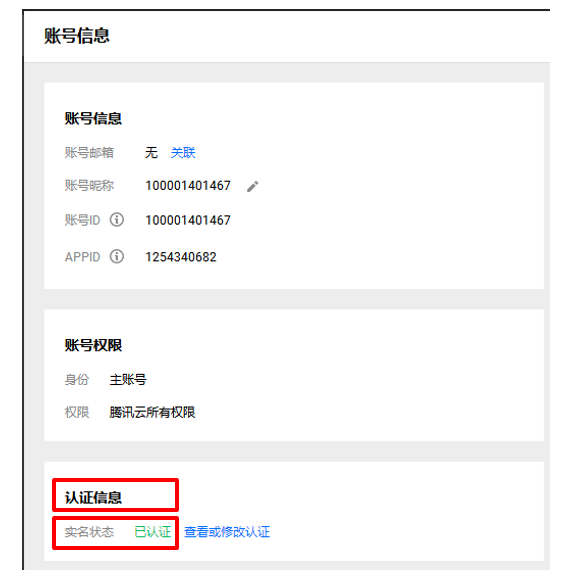 账号信息
账号信息
账号邮箱 无 关联
账号昵称 100001401467
账号ID 100001401467
APPID 1254340682
账号权限
身份 主账号
权限 腾讯云所有权限
认证信息
实名状态 已认证 查看或修改认证